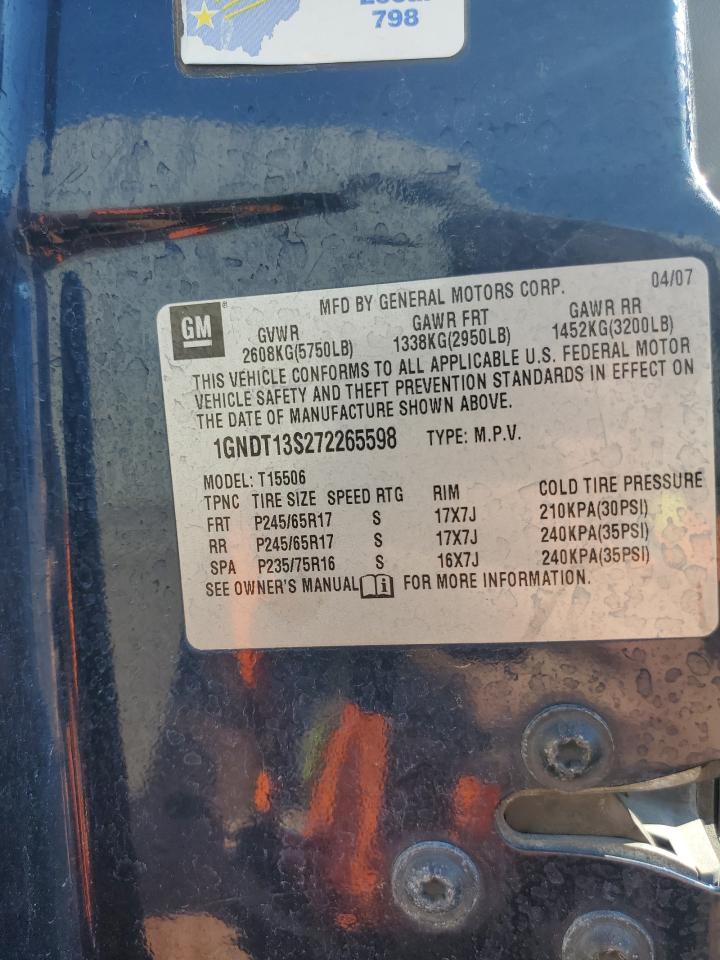 798
GM
MFD BY GENERAL MOTORS CORP. 04/07
GVWR GAWR FRT GAWR RR
2608KG(5750LB) 1338KG(2950LB) 1452KG(3200LB)
THIS VEHICLE CONFORMS TO ALL APPLICABLE U.S. FEDERAL MOTOR
VEHICLE SAFETY AND THEFT PREVENTION STANDARDS IN EFFECT ON
THE DATE OF MANUFACTURE SHOWN ABOVE.
1GNDT13S272265598 TYPE: M.P.V.
MODEL: T15506
TPNC TIRE SIZE SPEED RTG RIM COLD TIRE PRESSURE
FRT P245/65R17 S 17X7J 210KPA(30PSI)
RR P245/65R17 S 17X7J 240KPA(35PSI)
SPA P235/75R16 S 16X7J 240KPA(35PSI)
SEE OWNER'S MANUAL i FOR MORE INFORMATION.